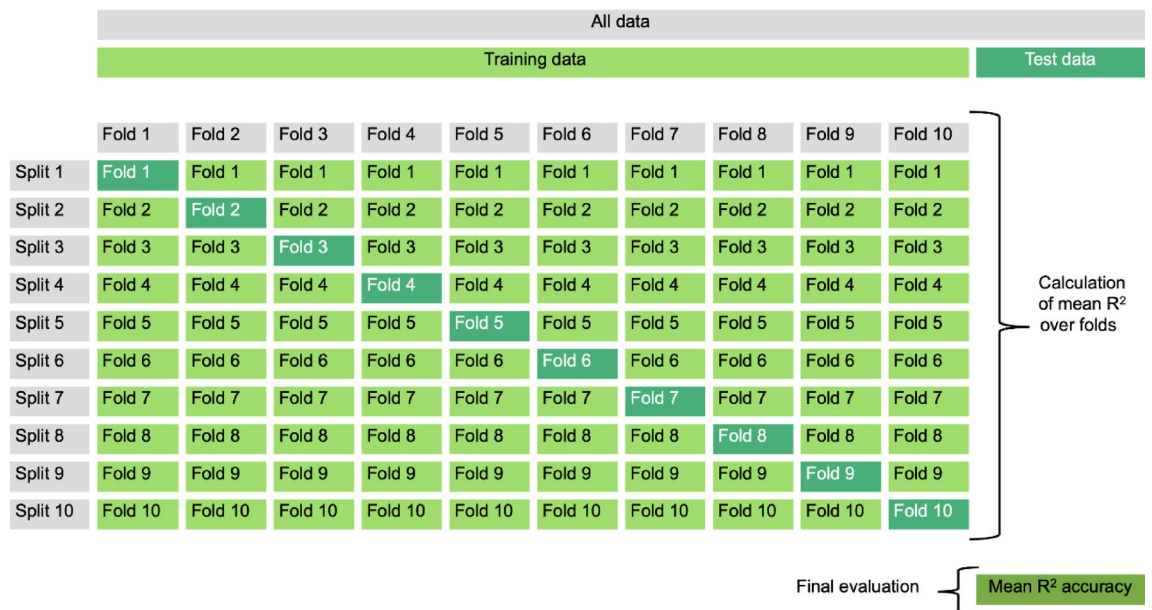 All data
Training data Test data
Fold 1 Fold 2 Fold 3 Fold 4 Fold 5 Fold 6 Fold 7 Fold 8 Fold 9 Fold 10
Split 1 Fold 1 Fold 1 Fold 1 Fold 1 Fold 1 Fold 1 Fold 1 Fold 1 Fold 1 Fold 1
Split 2 Fold 2 Fold 2 Fold 2 Fold 2 Fold 2 Fold 2 Fold 2 Fold 2 Fold 2 Fold 2
Split 3 Fold 3 Fold 3 Fold 3 Fold 3 Fold 3 Fold 3 Fold 3 Fold 3 Fold 3 Fold 3
Split 4 Fold 4 Fold 4 Fold 4 Fold 4 Fold 4 Fold 4 Fold 4 Fold 4 Fold 4 Fold 4
Split 5 Fold 5 Fold 5 Fold 5 Fold 5 Fold 5 Fold 5 Fold 5 Fold 5 Fold 5 Fold 5
Split 6 Fold 6 Fold 6 Fold 6 Fold 6 Fold 6 Fold 6 Fold 6 Fold 6 Fold 6 Fold 6
Split 7 Fold 7 Fold 7 Fold 7 Fold 7 Fold 7 Fold 7 Fold 7 Fold 7 Fold 7 Fold 7
Split 8 Fold 8 Fold 8 Fold 8 Fold 8 Fold 8 Fold 8 Fold 8 Fold 8 Fold 8 Fold 8
Split 9 Fold 9 Fold 9 Fold 9 Fold 9 Fold 9 Fold 9 Fold 9 Fold 9 Fold 9 Fold 9
Split 10 Fold 10 Fold 10 Fold 10 Fold 10 Fold 10 Fold 10 Fold 10 Fold 10 Fold 10 Fold 10
Calculation
of mean R²
over folds
Final evaluation Mean R² accuracy